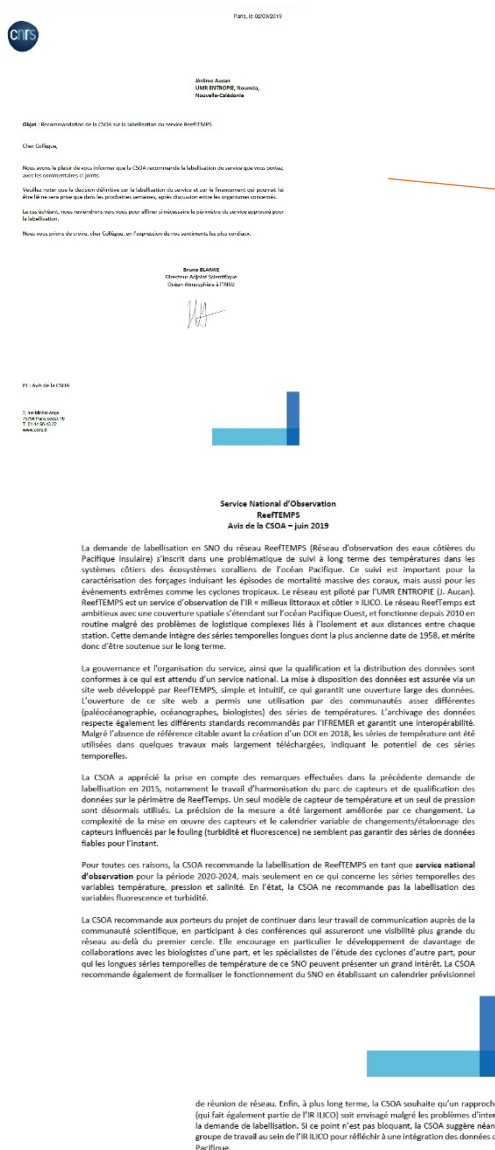 Paris, le 02/09/2019
cnrs
Jérôme Aucan
UMR ENTROPIE, Nouméa,
Nouvelle-Calédonie
Objet : Recommandation de la CSOA sur la labellisation du service ReefTEMPS
Cher Collègue,
Nous avons le plaisir de vous informer que la CSOA recommande la labellisation du service que vous portez,
avec les commentaires ci-joints.
Veuillez noter que la décision définitive sur la labellisation du service et sur le financement qui pourrait lui
être lié ne sera prise que dans les prochaines semaines, après discussion entre les organismes concernés.
Le cas échéant, nous reviendrons vers vous pour affiner si nécessaire le périmètre du service approuvé pour
la labellisation.
Nous vous prions de croire, cher Collègue, en l'expression de nos sentiments les plus cordiaux.
Bruno BLANKE
Directeur Adjoint Scientifique
Océan Atmosphère à l'INSU
PJ : Avis de la CSOA
3, rue Michel-Ange
75794 Paris cedex 16
T. 01 44 96 43 22
www.cnrs.fr
Service National d'Observation
ReefTEMPS
Avis de la CSOA – juin 2019
La demande de labellisation en SNO du réseau ReefTEMPS (Réseau d'observation des eaux côtières du
Pacifique insulaire) s'inscrit dans une problématique de suivi à long terme des températures dans les
systèmes côtiers des écosystèmes coralliens de l'océan Pacifique. Ce suivi est important pour la
caractérisation des forçages induisant les épisodes de mortalité massive des coraux, mais aussi pour les
événements extrêmes comme les cyclones tropicaux. Le réseau est piloté par l'UMR ENTROPIE (J. Aucan).
ReefTEMPS est un service d'observation de l'IR « milieux littoraux et côtier » ILICO. Le réseau ReefTemps est
ambitieux avec une couverture spatiale s'étendant sur l'océan Pacifique Ouest, et fonctionne depuis 2010 en
routine malgré des problèmes de logistique complexes liés à l'isolement et aux distances entre chaque
station. Cette demande intègre des séries temporelles longues dont la plus ancienne date de 1958, et mérite
donc d'être soutenue sur le long terme.
La gouvernance et l'organisation du service, ainsi que la qualification et la distribution des données sont
conformes à ce qui est attendu d'un service national. La mise à disposition des données est assurée via un
site web développé par ReefTEMPS, simple et intuitif, ce qui garantit une ouverture large des données.
L'ouverture de ce site web a permis une utilisation par des communautés assez différentes
(paléocéanographie, océanographes, biologistes) des séries de températures. L'archivage des données
respecte également les différents standards recommandés par l'IFREMER et garantit une interopérabilité.
Malgré l'absence de référence citable avant la création d'un DOI en 2018, les séries de température ont été
utilisées dans quelques travaux mais largement téléchargées, indiquant le potentiel de ces séries
temporelles.
La CSOA a apprécié la prise en compte des remarques effectuées dans la précédente demande de
labellisation en 2015, notamment le travail d'harmonisation du parc de capteurs et de qualification des
données sur le périmètre de ReefTemps. Un seul modèle de capteur de température et un seul de pression
sont désormais utilisés. La précision de la mesure a été largement améliorée par ce changement. La
complexité de la mise en œuvre des capteurs et le calendrier variable de changements/étalonnage des
capteurs influencés par le fouling (turbidité et fluorescence) ne semblent pas garantir des séries de données
fiables pour l'instant.
Pour toutes ces raisons, la CSOA recommande la labellisation de ReefTEMPS en tant que service national
d'observation pour la période 2020-2024, mais seulement en ce qui concerne les séries temporelles des
variables température, pression et salinité. En l'état, la CSOA ne recommande pas la labellisation des
variables fluorescence et turbidité.
La CSOA recommande aux porteurs du projet de continuer dans leur travail de communication auprès de la
communauté scientifique, en participant à des conférences qui assureront une visibilité plus grande du
réseau au-delà du premier cercle. Elle encourage en particulier le développement de davantage de
collaborations avec les biologistes d'une part, et les spécialistes de l'étude des cyclones d'autre part, pour
qui les longues séries temporelles de température de ce SNO peuvent présenter un grand intérêt. La CSOA
recommande également de formaliser le fonctionnement du SNO en établissant un calendrier prévisionnel
de réunion de réseau. Enfin, à plus long terme, la CSOA souhaite qu'un rapproch
(qui fait également partie de l'IR ILICO) soit envisagé malgré les problèmes d'inter
la demande de labellisation. Si ce point n'est pas bloquant, la CSOA suggère néan
groupe de travail au sein de l'IR ILICO pour réfléchir à une intégration des données d
Pacifique.